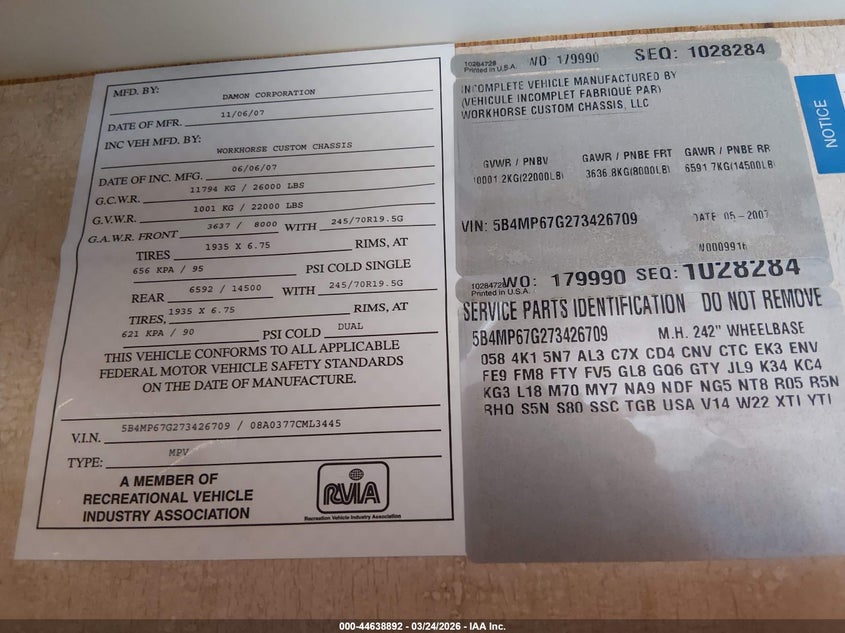 MFD. BY: DAMON CORPORATION
DATE OF MFR. 11/06/07
INC VEH MFD. BY: WORKHORSE CUSTOM CHASSIS
DATE OF INC. MFG. 06/06/07
G.C.W.R. 11794 KG / 26000 LBS
G.V.W.R. 1001 KG / 22000 LBS
G.A.W.R. FRONT 3637 / 8000 WITH 245/70R19.5G
TIRES 1935 X 6.75 RIMS, AT
656 KPA / 95 PSI COLD SINGLE
REAR 6592 / 14500 WITH 245/70R19.5G
TIRES, 1935 X 6.75 RIMS, AT
621 KPA / 90 PSI COLD DUAL
THIS VEHICLE CONFORMS TO ALL APPLICABLE
FEDERAL MOTOR VEHICLE SAFETY STANDARDS
ON THE DATE OF MANUFACTURE.
V.I.N. 5B4MP67G273426709 / 08A0377CML3445
TYPE: MPV
A MEMBER OF
RECREATIONAL VEHICLE
INDUSTRY ASSOCIATION
RVIA
Recreation Vehicle Industry Association
10284728
Printed in U.S.A.
WO: 179990 SEQ: 1028284
INCOMPLETE VEHICLE MANUFACTURED BY
(VEHICULE INCOMPLET FABRIQUÉ PAR)
WORKHORSE CUSTOM CHASSIS, LLC
GVWR / PNBV GAWR / PNBE FRT GAWR / PNBE RR
10001.2KG(22000LB) 3636.8KG(8000LB) 6591.7KG(14500LB)
VIN: 5B4MP67G273426709 DATE 05-2007
W0009916
10284728
Printed in U.S.A.
WO: 179990 SEQ: 1028284
SERVICE PARTS IDENTIFICATION DO NOT REMOVE
5B4MP67G273426709 M.H. 242" WHEELBASE
058 4K1 5N7 AL3 C7X CD4 CNV CTC EK3 ENV
FE9 FM8 FTY FV5 GL8 GQ6 GTY JL9 K34 KC4
KG3 L18 M70 MY7 NA9 NDF NG5 NT8 R05 R5N
RHO S5N S80 SSC TGB USA V14 W22 XTI YTI
NOTICE
000-44638892 - 03/24/2026 - IAA Inc.